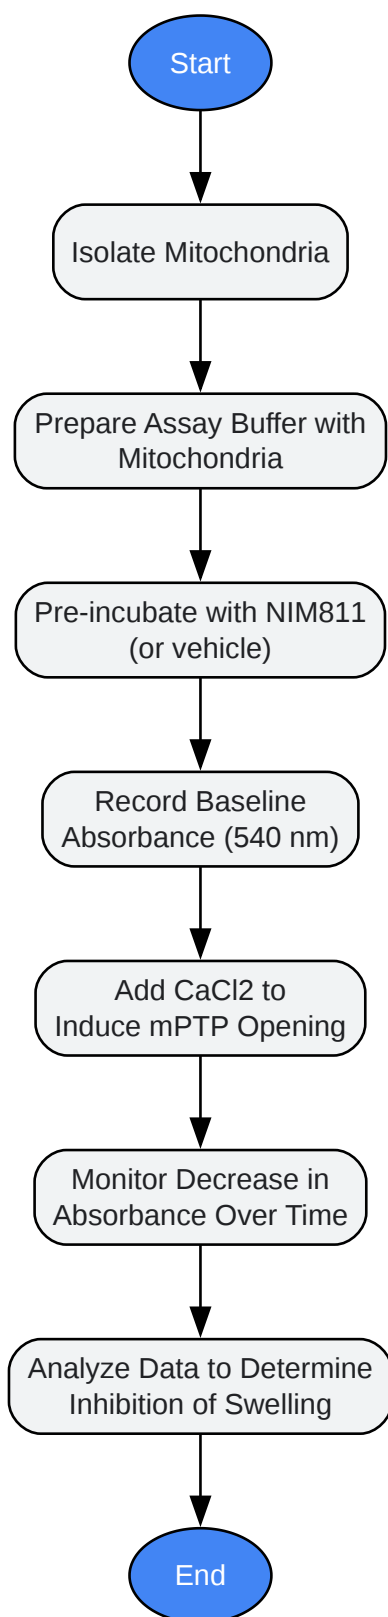 Start
Isolate Mitochondria
Prepare Assay Buffer with
Mitochondria
Pre-incubate with NIM811
(or vehicle)
Record Baseline
Absorbance (540 nm)
Add CaCl2 to
Induce mPTP Opening
Monitor Decrease in
Absorbance Over Time
Analyze Data to Determine
Inhibition of Swelling
End